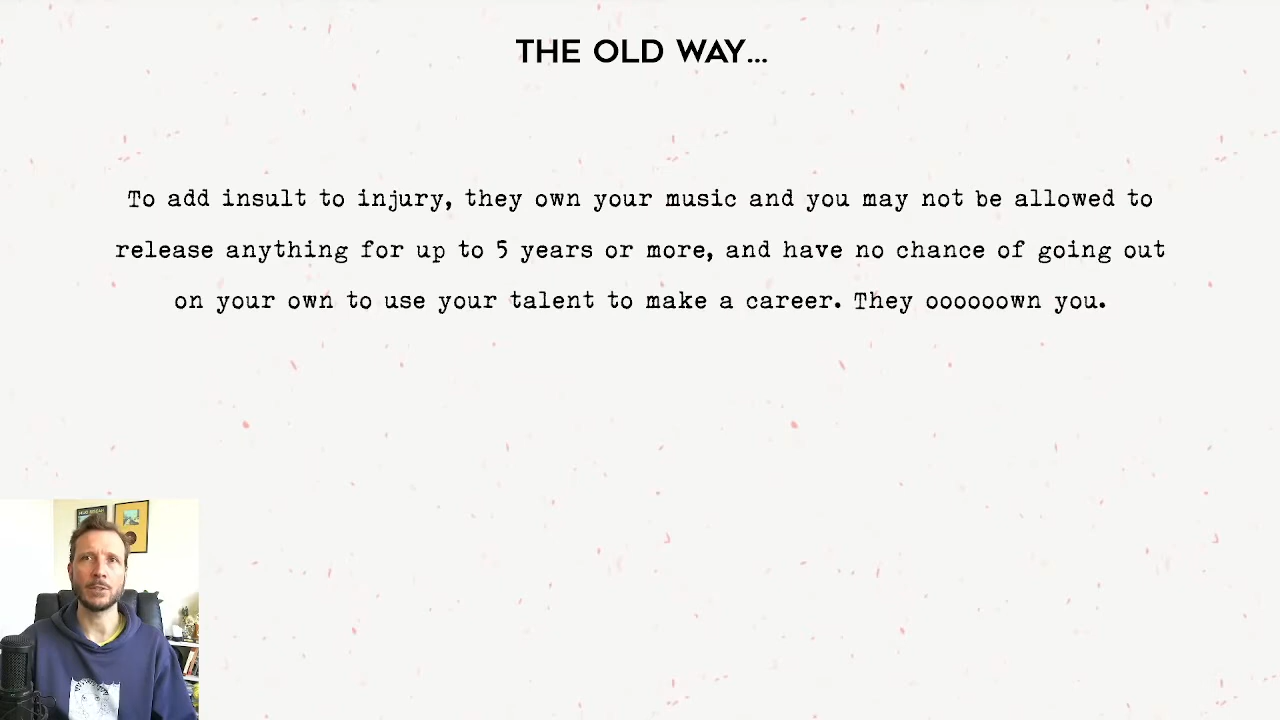 THE OLD WAY...
To add insult to injury, they own your music and you may not be allowed to
release anything for up to 5 years or more, and have no chance of going out
on your own to use your talent to make a career. They oooooown you.